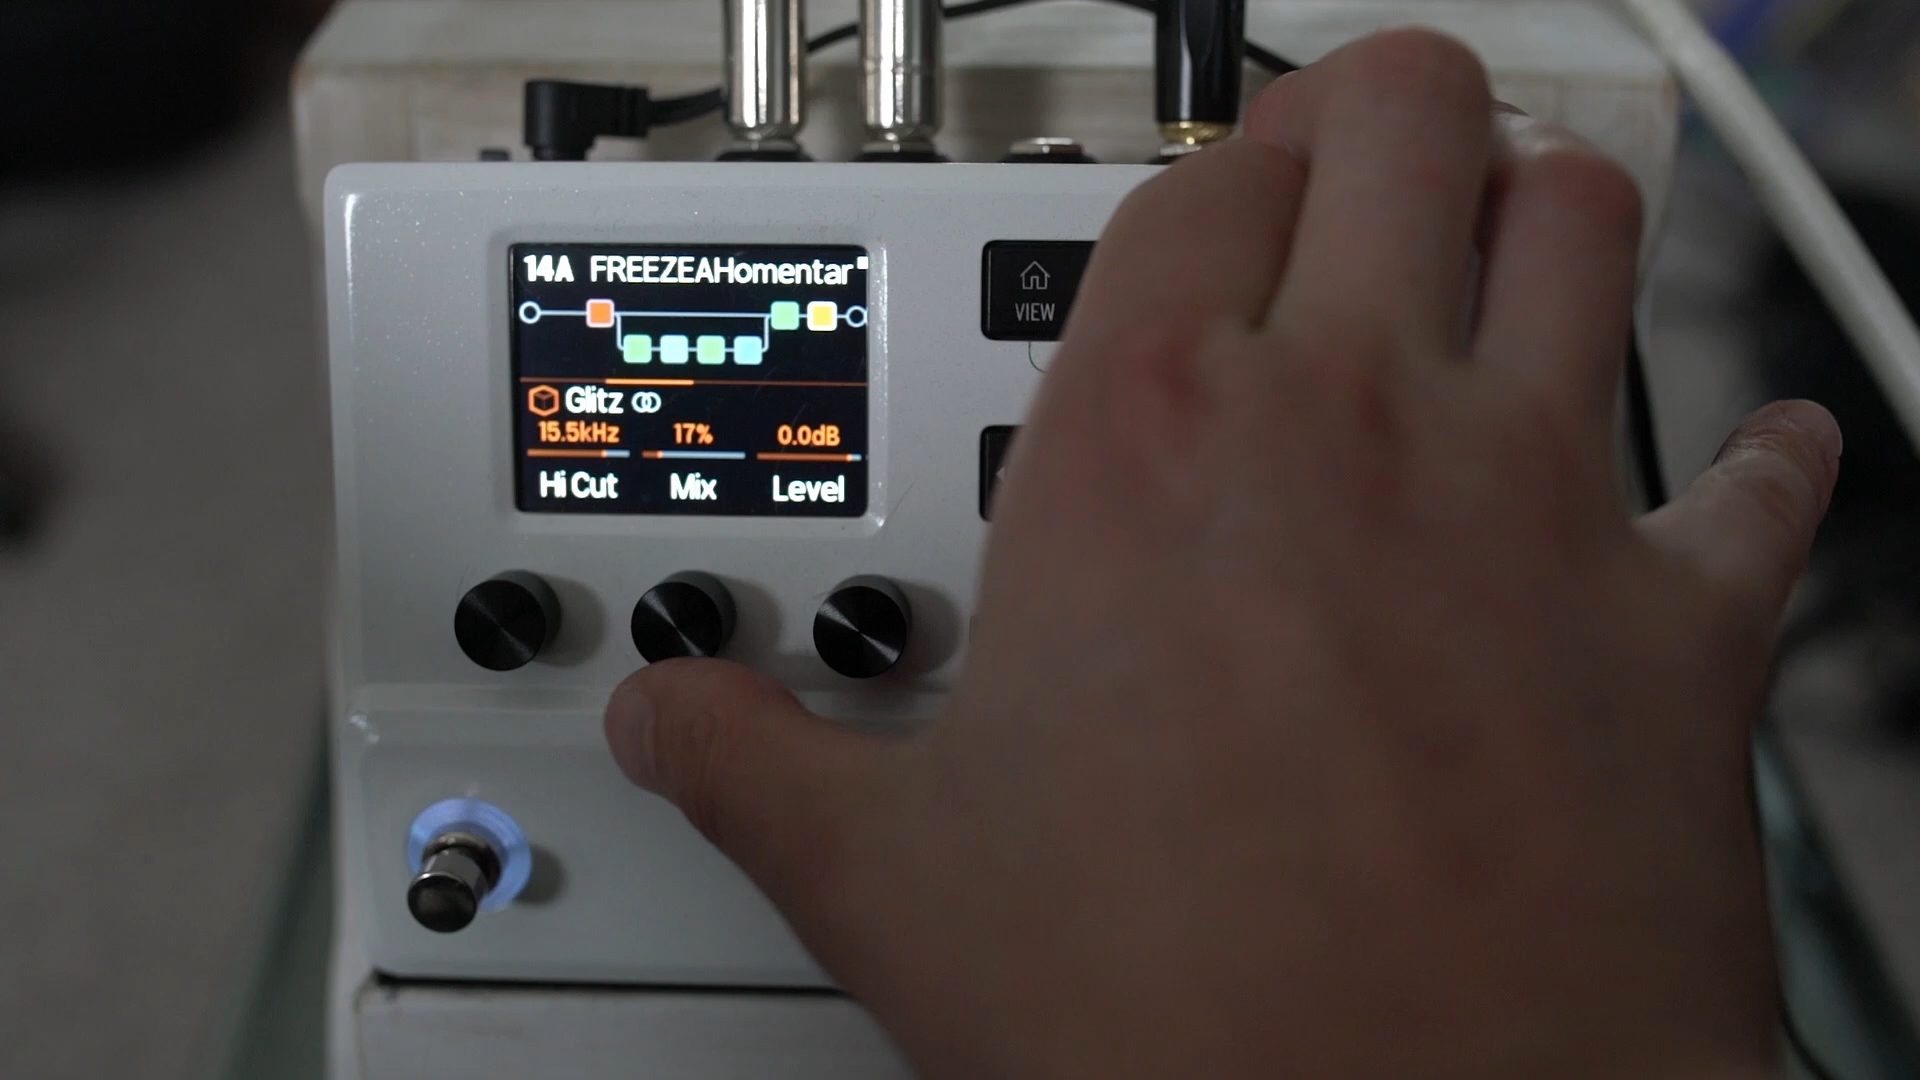 14A FREEZEAHomentar
Glitz
15.5kHz 17% 0.0dB
Hi Cut Mix Level
VIEW